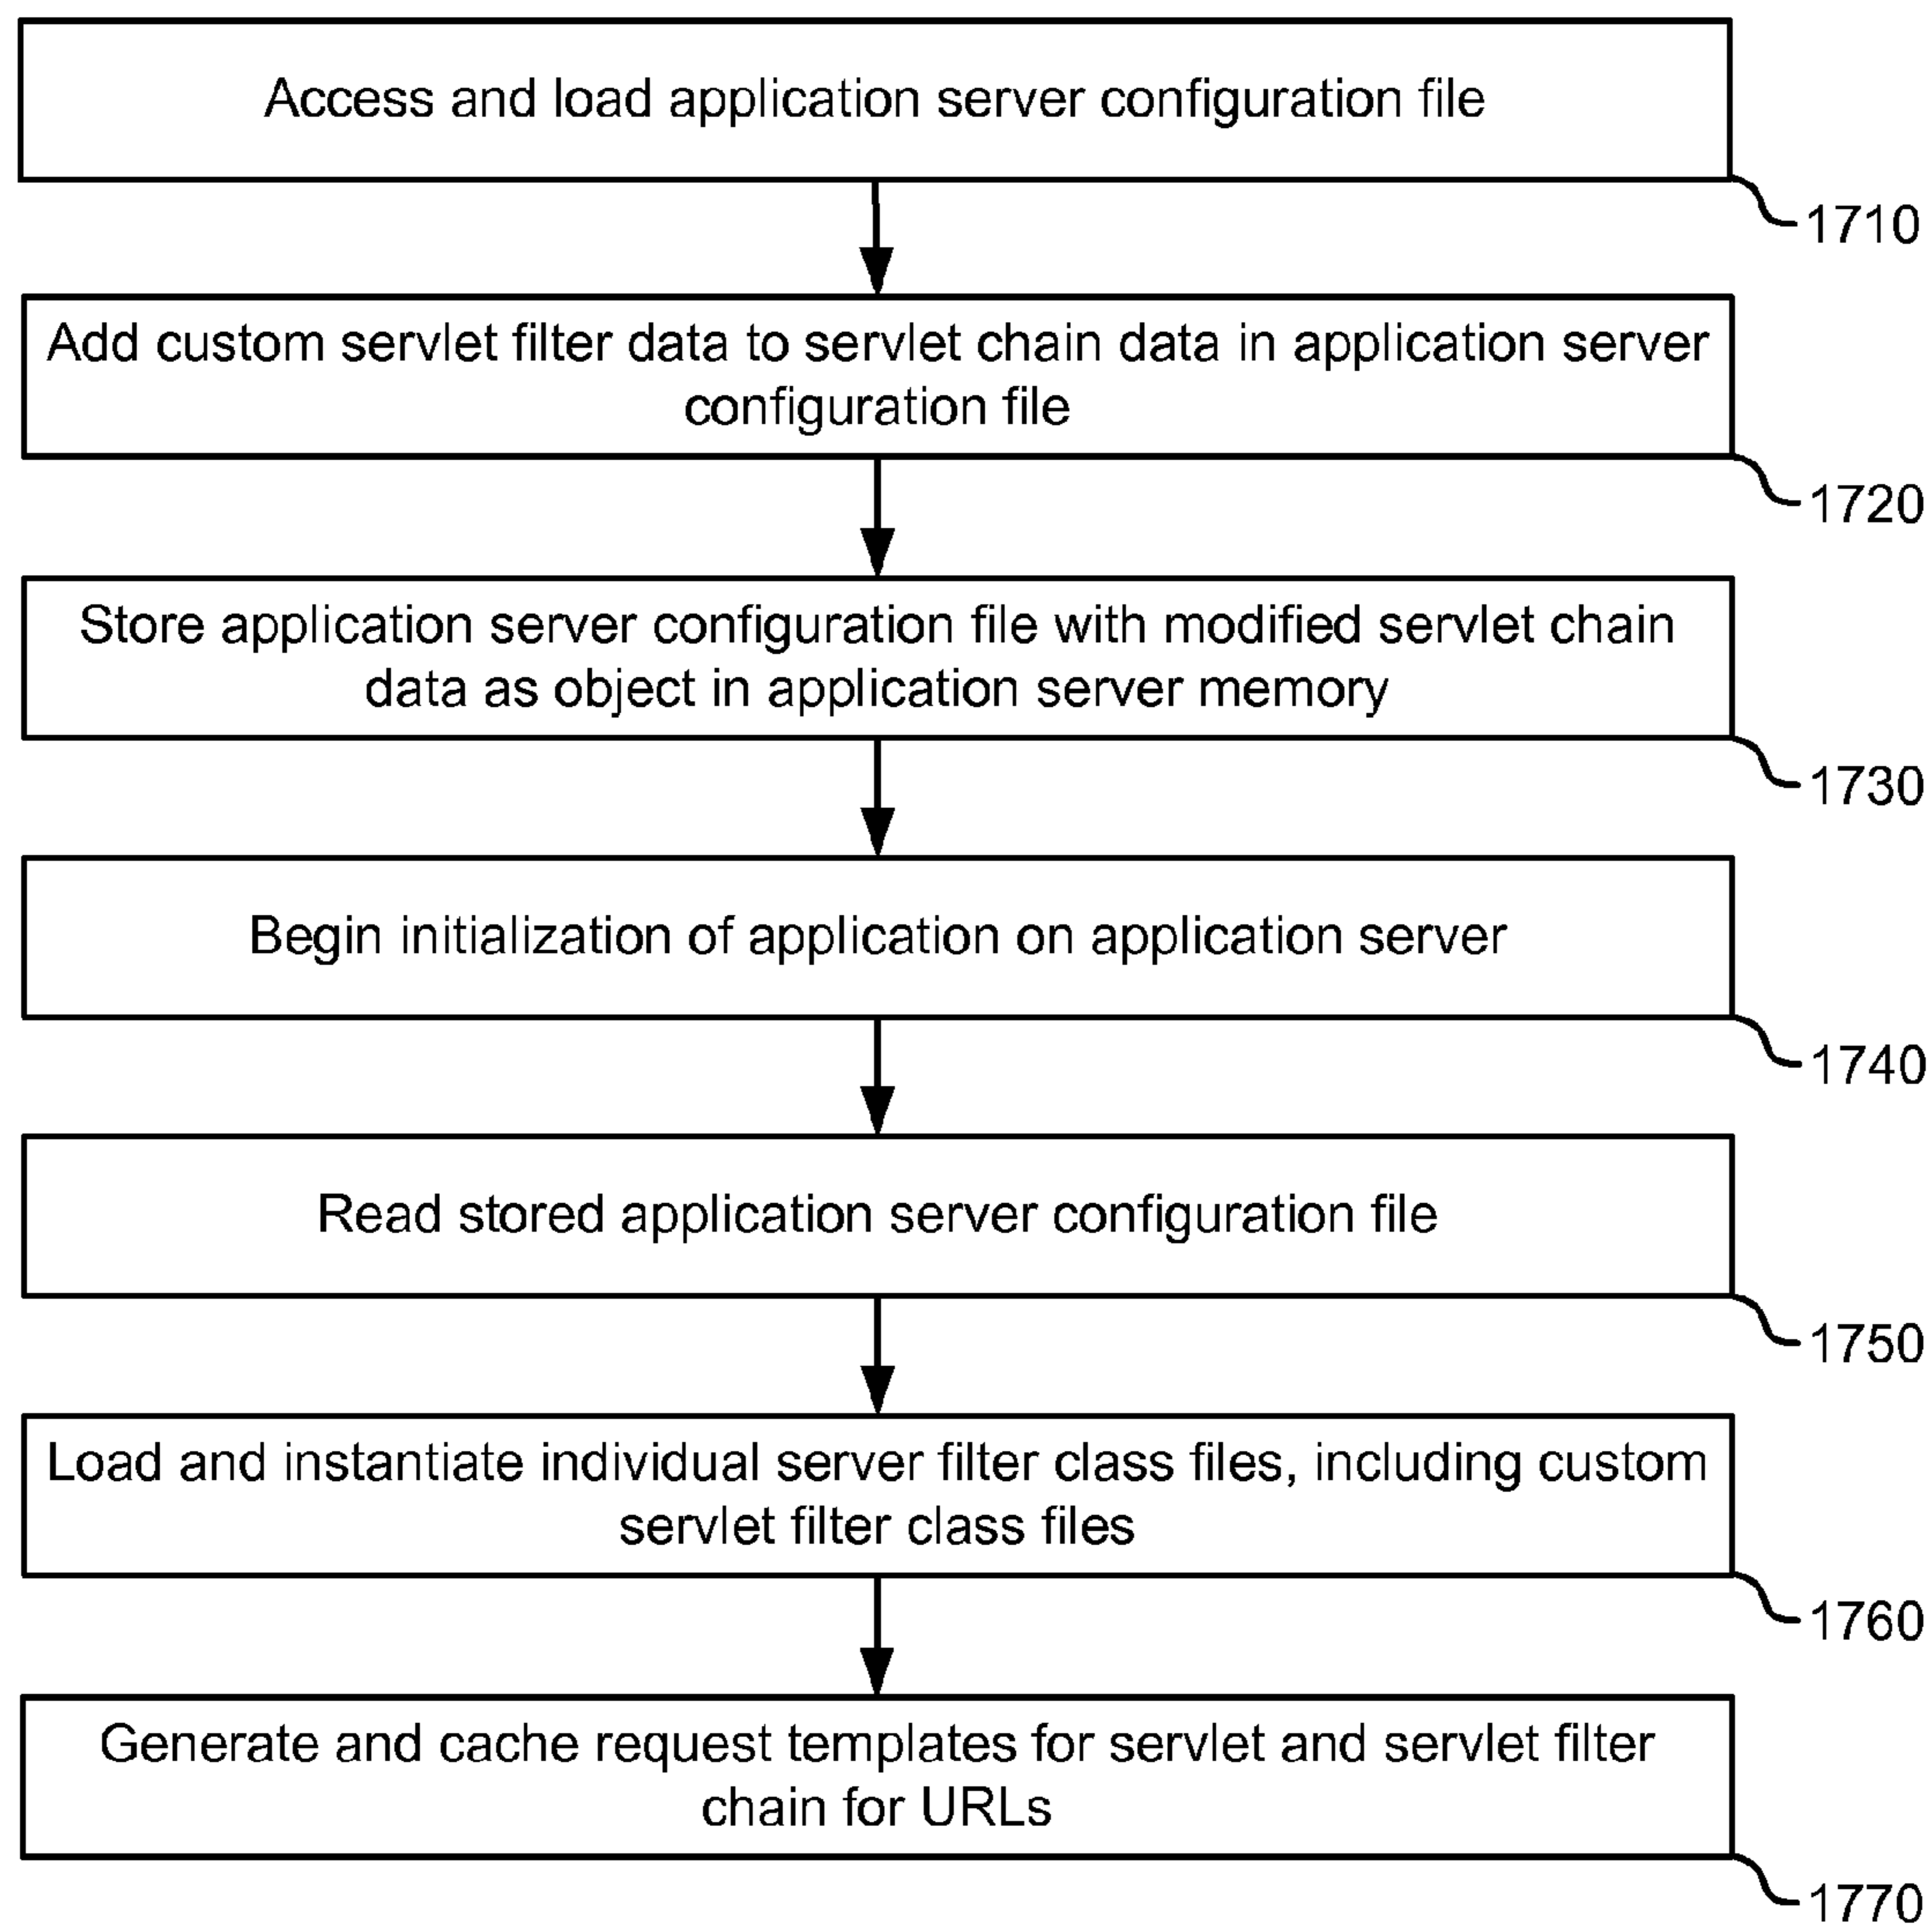 Access and load application server configuration file
1710
Add custom servlet filter data to servlet chain data in application server
configuration file
1720
Store application server configuration file with modified servlet chain
data as object in application server memory
1730
Begin initialization of application on application server
1740
Read stored application server configuration file
1750
Load and instantiate individual server filter class files, including custom
servlet filter class files
1760
Generate and cache request templates for servlet and servlet filter
chain for URLs
1770